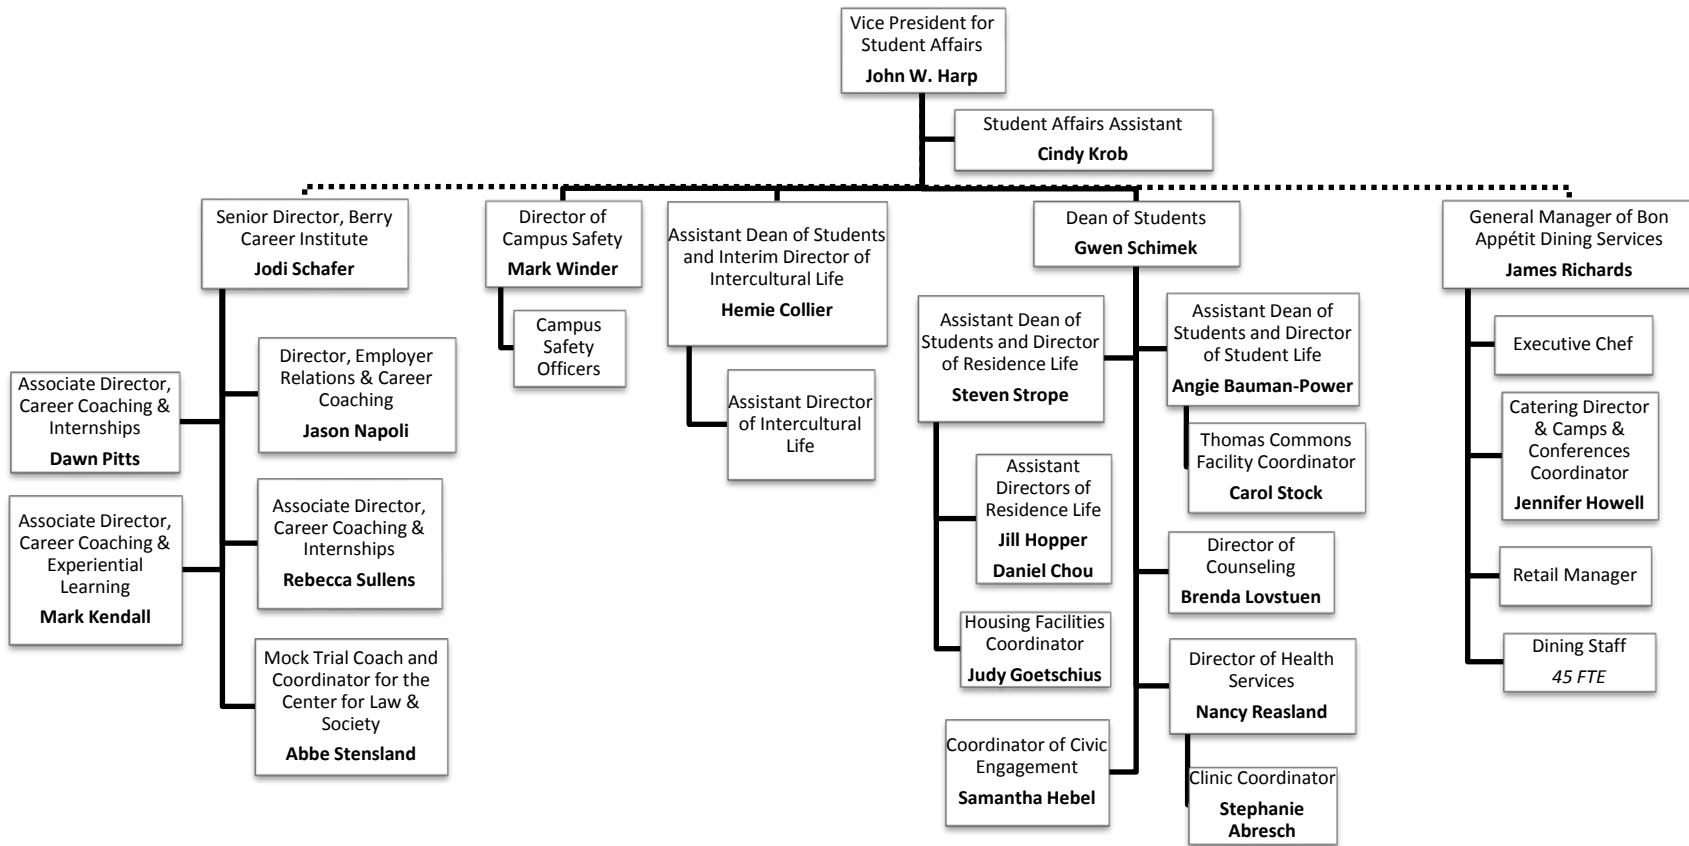 Vice President for
Student Affairs
John W. Harp
Student Affairs Assistant
Cindy Krob
Senior Director, Berry
Career Institute
Jodi Schafer
Associate Director,
Career Coaching &
Internships
Dawn Pitts
Director, Employer
Relations & Career
Coaching
Jason Napoli
Associate Director,
Career Coaching &
Experiential
Learning
Mark Kendall
Associate Director,
Career Coaching &
Internships
Rebecca Sullens
Mock Trial Coach and
Coordinator for the
Center for Law &
Society
Abbe Stensland
Director of
Campus Safety
Mark Winder
Campus
Safety
Officers
Assistant Dean of Students
and Interim Director of
Intercultural Life
Hemie Collier
Assistant Director
of Intercultural
Life
Dean of Students
Gwen Schimek
Assistant Dean of
Students and Director
of Residence Life
Steven Strope
Assistant
Directors of
Residence Life
Jill Hopper
Daniel Chou
Housing Facilities
Coordinator
Judy Goetschius
Coordinator of Civic
Engagement
Samantha Hebel
Assistant Dean of
Students and Director
of Student Life
Angie Bauman-Power
Thomas Commons
Facility Coordinator
Carol Stock
Director of
Counseling
Brenda Lovstuen
Director of Health
Services
Nancy Reasland
Clinic Coordinator
Stephanie
Abresch
General Manager of Bon
Appétit Dining Services
James Richards
Executive Chef
Catering Director
& Camps &
Conferences
Coordinator
Jennifer Howell
Retail Manager
Dining Staff
45 FTE